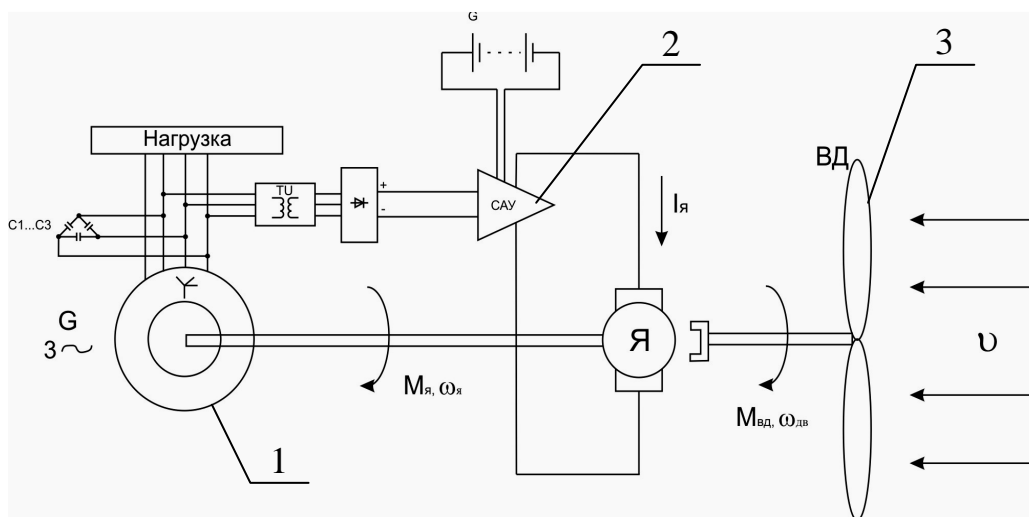 G
2
3
Нагрузка
ВД
TU
+
-
САУ
C1...C3
Iя
G
3
Я
υ
Mя, ωя
Mвд, ωдв
1